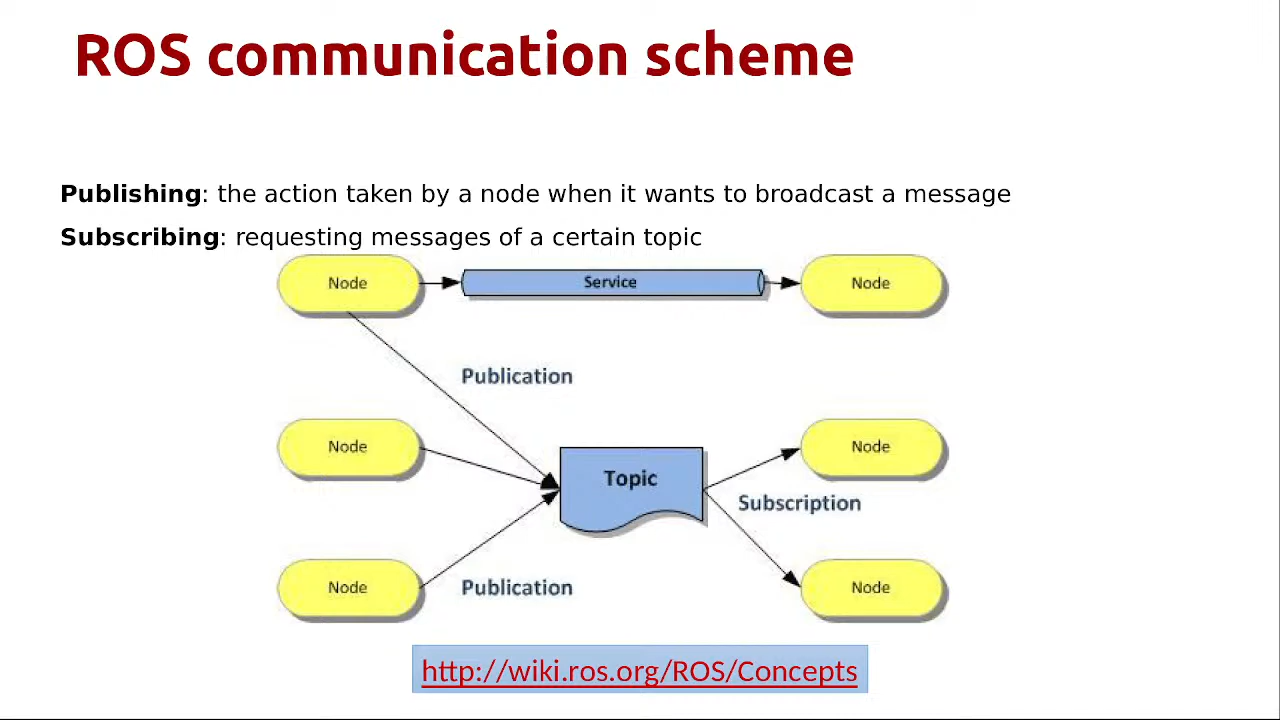 ROS communication scheme
Publishing: the action taken by a node when it wants to broadcast a message
Subscribing: requesting messages of a certain topic
Node
Service
Node
Publication
Node
Node
Topic
Subscription
Node
Publication
Node
http://wiki.ros.org/ROS/Concepts